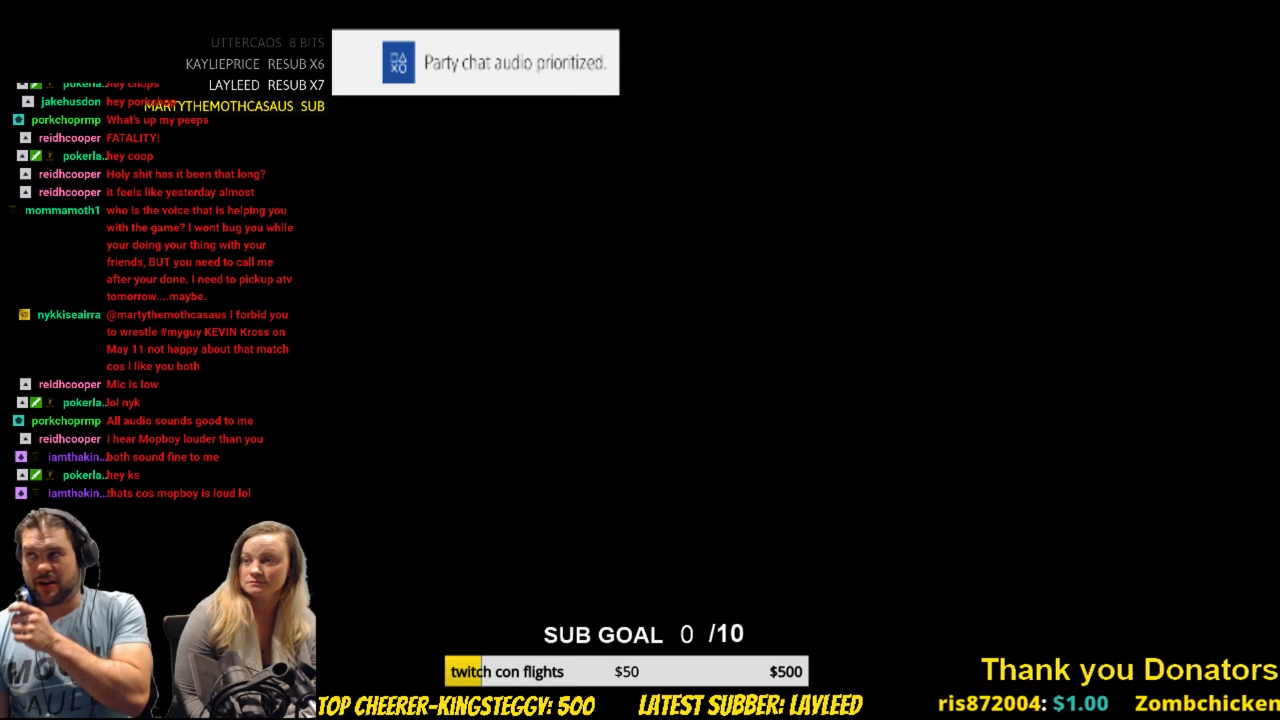 UTTERCAOS 8 BITS
KAYLIEPRICE RESUB X6
LAYLEED RESUB X7
MARTYTHEMOTHCASAUS SUB
Party chat audio prioritized.
pokerla.. hey chops
jakehusdon hey porkchop
porkchoprmp What's up my peeps
reidhcooper FATALITY!
pokerla.. hey coop
reidhcooper Holy shit has it been that long?
reidhcooper it feels like yesterday almost
mommamoth1 who is the voice that is helping you
with the game? I wont bug you while
your doing your thing with your
friends, BUT you need to call me
after your done. I need to pickup atv
tomorrow....maybe.
nykkiseairra @martythemothcasaus I forbid you
to wrestle #myguy KEVIN Kross on
May 11 not happy about that match
cos I like you both
reidhcooper Mic is low
pokerla.. lol nyk
porkchoprmp All audio sounds good to me
reidhcooper I hear Mopboy louder than you
iamthakin... both sound fine to me
pokerla.. hey ks
iamthakin... thats cos mopboy is loud lol
SUB GOAL 0 /10
twitch con flights $50 $500
TOP CHEERER-KINGSTEGGY: 500 LATEST SUBBER: LAYLEED
Thank you Donators
ris872004: $1.00 Zombchicken